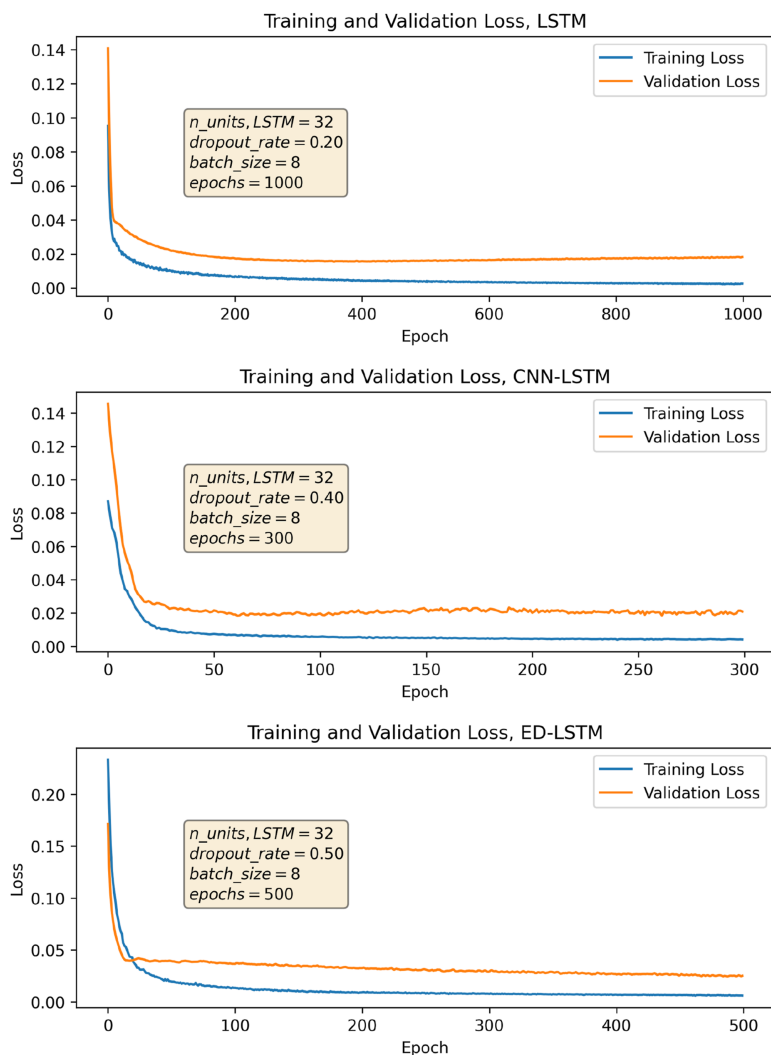 Training and Validation Loss, LSTM
Training Loss
Validation Loss
n_units, LSTM = 32
dropout_rate = 0.20
batch_size = 8
epochs = 1000
Loss
0.14
0.12
0.10
0.08
0.06
0.04
0.02
0.00
0 200 400 600 800 1000
Epoch
Training and Validation Loss, CNN-LSTM
Training Loss
Validation Loss
n_units, LSTM = 32
dropout_rate = 0.40
batch_size = 8
epochs = 300
Loss
0.14
0.12
0.10
0.08
0.06
0.04
0.02
0.00
0 50 100 150 200 250 300
Epoch
Training and Validation Loss, ED-LSTM
Training Loss
Validation Loss
n_units, LSTM = 32
dropout_rate = 0.50
batch_size = 8
epochs = 500
Loss
0.20
0.15
0.10
0.05
0.00
0 100 200 300 400 500
Epoch